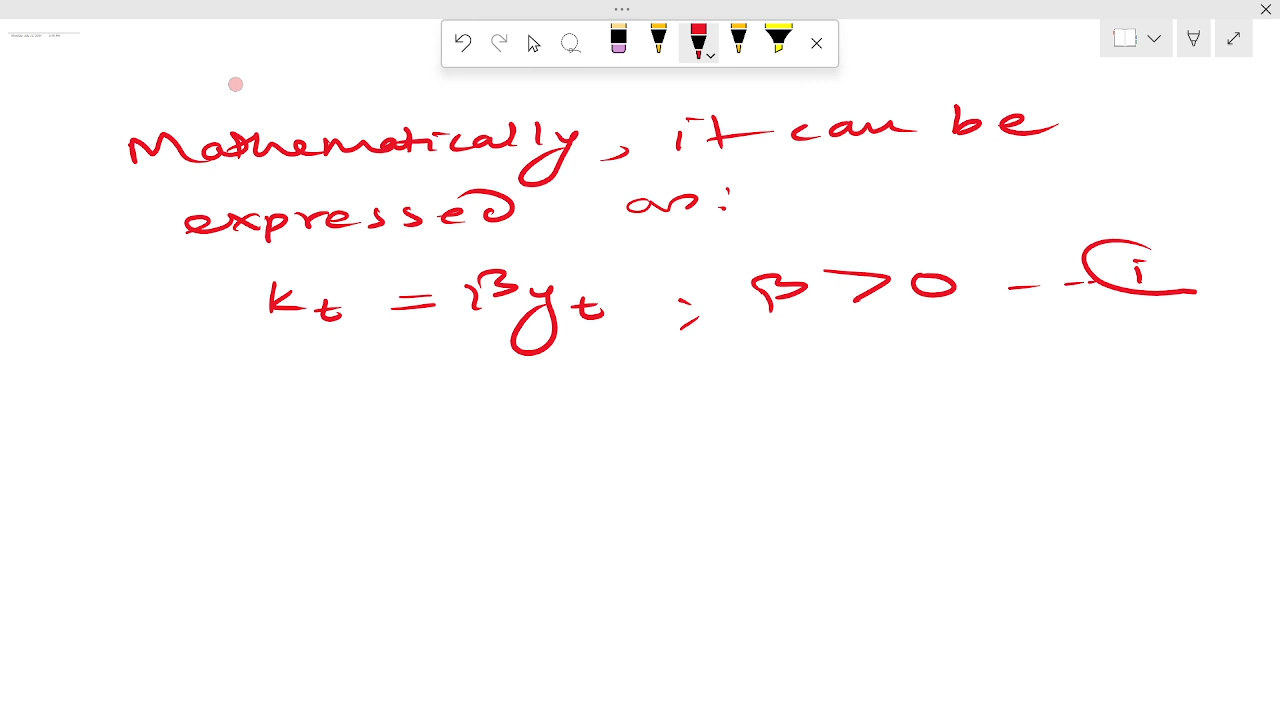 Mathematically, it can be
expressed as:
Kt = βyt ; β > 0 - - (i